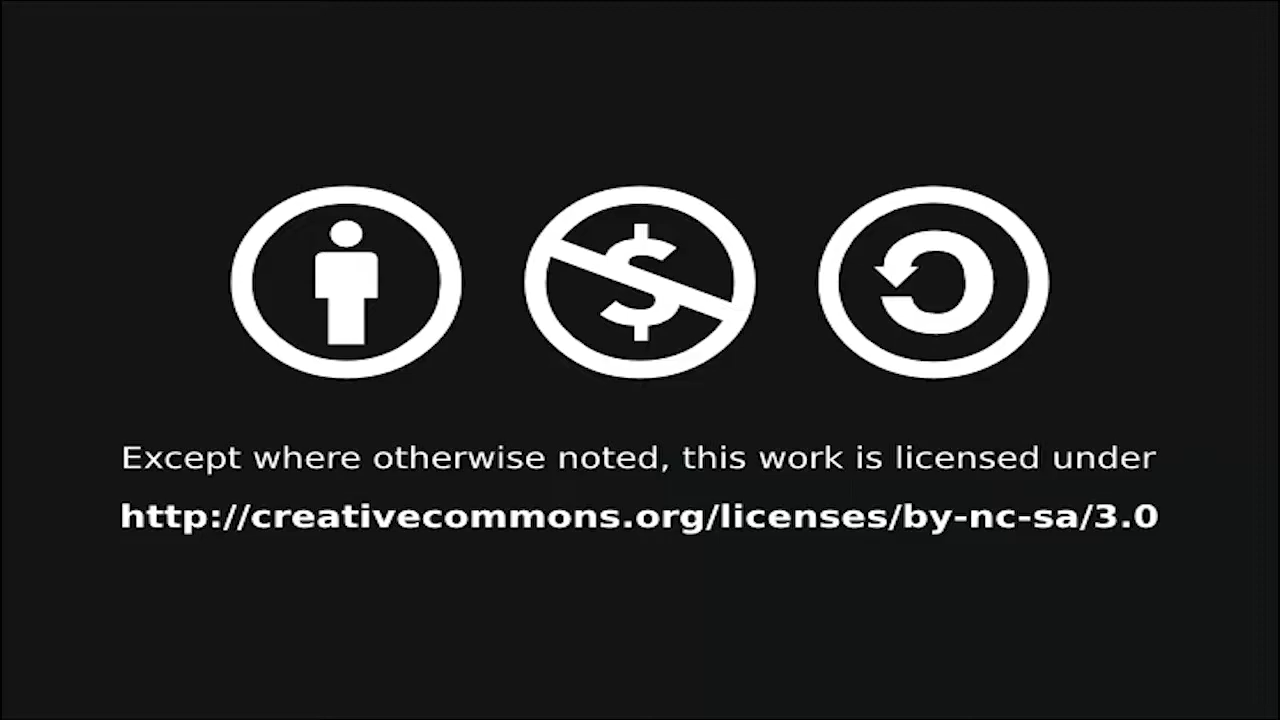 Except where otherwise noted, this work is licensed under
http://creativecommons.org/licenses/by-nc-sa/3.0